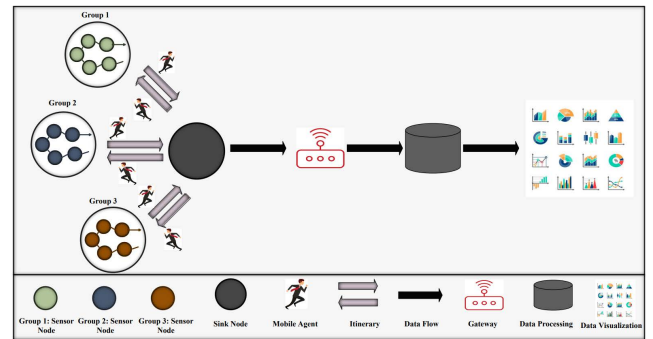 Group 1
Group 2
Group 3
Group 1: Sensor
Node
Group 2: Sensor
Node
Group 3: Sensor
Node
Sink Node
Mobile Agent
Itinerary
Data Flow
Gateway
Data Processing
Data Visualization